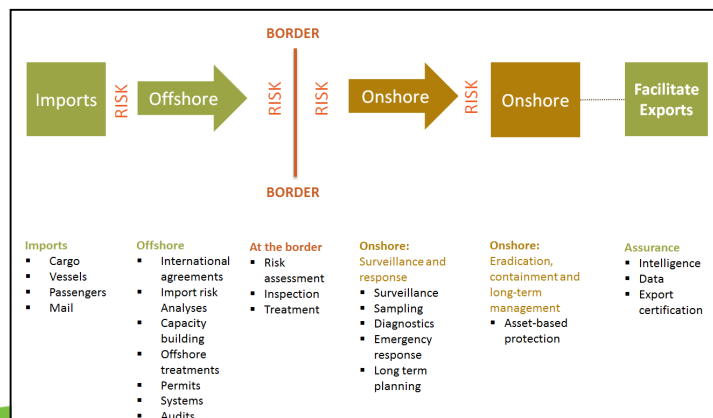 BORDER
Imports
RISK
Offshore
RISK
RISK
Onshore
RISK
Onshore
Facilitate
Exports
BORDER
Imports
▪ Cargo
▪ Vessels
▪ Passengers
▪ Mail
Offshore
▪ International
agreements
▪ Import risk
Analyses
▪ Capacity
building
▪ Offshore
treatments
▪ Permits
▪ Systems
▪ Audits
At the border
▪ Risk
assessment
▪ Inspection
▪ Treatment
Onshore:
Surveillance and
response
▪ Surveillance
▪ Sampling
▪ Diagnostics
▪ Emergency
response
▪ Long term
planning
Onshore:
Eradication,
containment and
long-term
management
▪ Asset-based
protection
Assurance
▪ Intelligence
▪ Data
▪ Export
certification